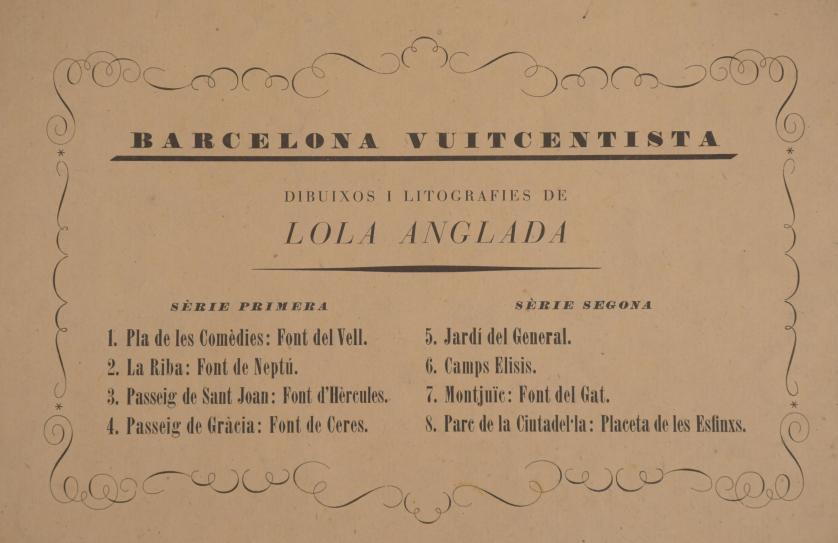 BARCELONA VUITCENTISTA
DIBUIXOS I LITOGRAFIES DE
LOLA ANGLADA
SÈRIE PRIMERA
1. Pla de les Comèdies: Font del Vell.
2. La Riba: Font de Neptú.
3. Passeig de Sant Joan: Font d'Hèrcules.
4. Passeig de Gràcia: Font de Ceres.
SÈRIE SEGONA
5. Jardí del General.
6. Camps Elisis.
7. Montjuïc: Font del Gat.
8. Parc de la Ciutadel·la: Placeta de les Esfinxs.